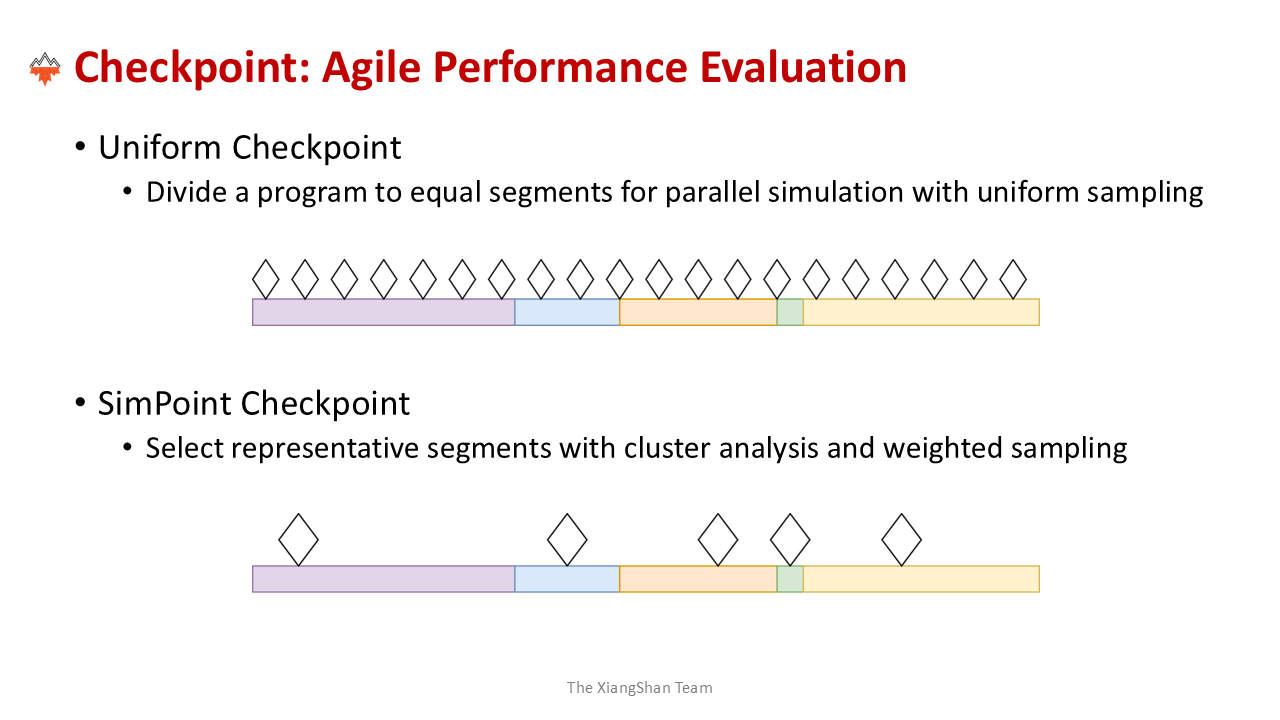 Checkpoint: Agile Performance Evaluation
• Uniform Checkpoint
• Divide a program to equal segments for parallel simulation with uniform sampling
• SimPoint Checkpoint
• Select representative segments with cluster analysis and weighted sampling
The XiangShan Team